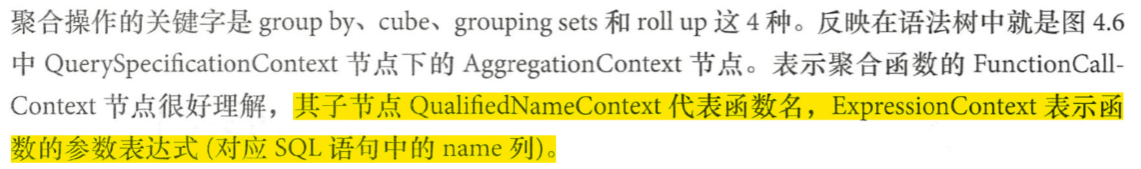 聚合操作的关键字是 group by、cube、grouping sets 和 roll up 这 4 种。反映在语法树中就是图 4.6
中 QuerySpecificationContext 节点下的 AggregationContext 节点。表示聚合函数的 FunctionCall-
Context 节点很好理解，其子节点 QualifiedNameContext 代表函数名，ExpressionContext 表示函
数的参数表达式 (对应 SQL 语句中的 name 列)。